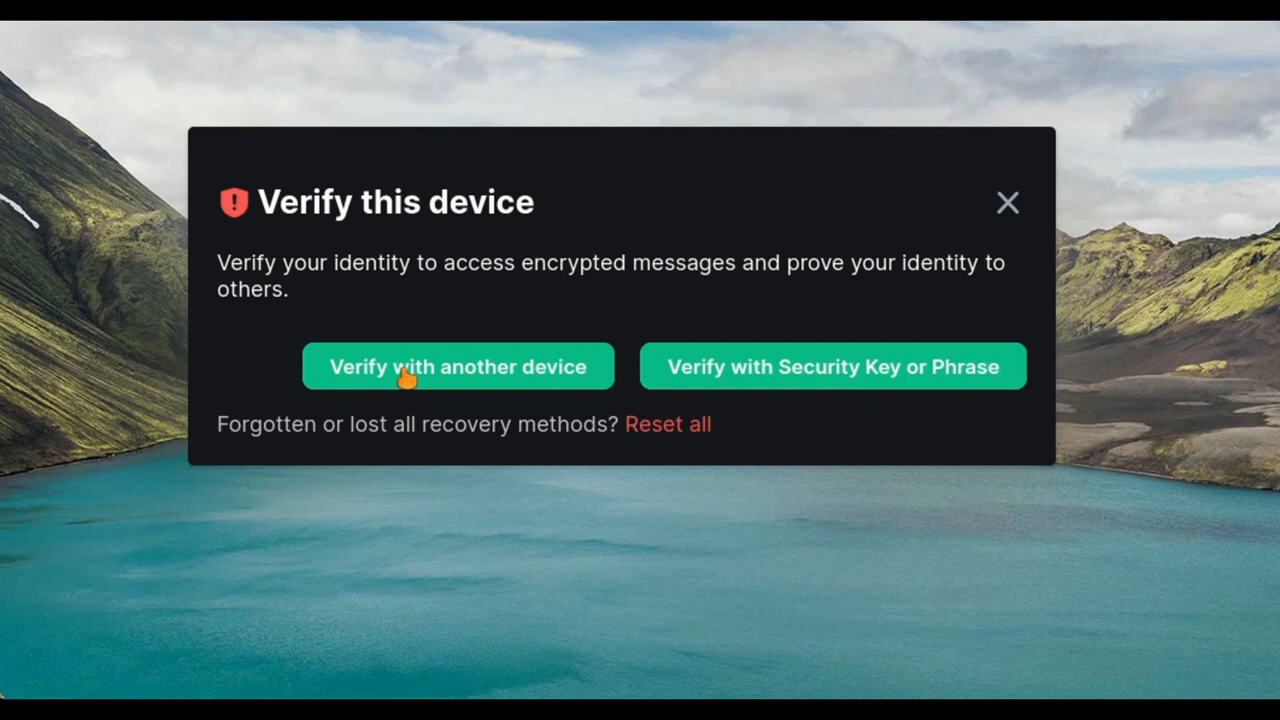 Verify this device
Verify your identity to access encrypted messages and prove your identity to
others.
Verify with another device
Verify with Security Key or Phrase
Forgotten or lost all recovery methods? Reset all